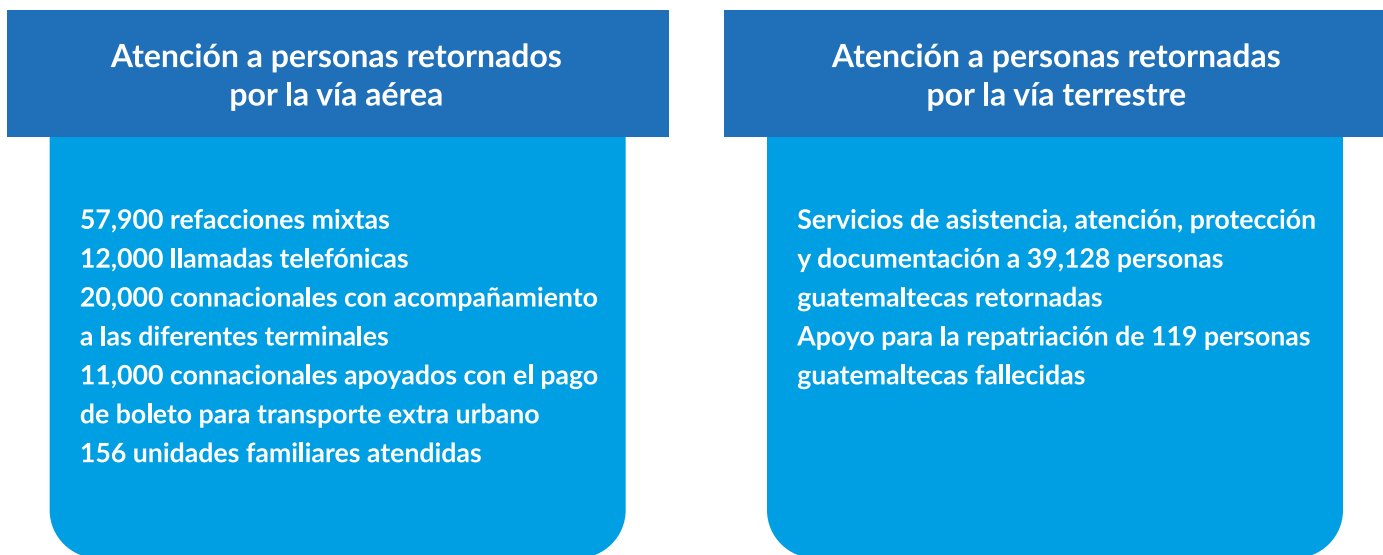 Atención a personas retornados
por la vía aérea
57,900 refacciones mixtas
12,000 llamadas telefónicas
20,000 connacionales con acompañamiento
a las diferentes terminales
11,000 connacionales apoyados con el pago
de boleto para transporte extra urbano
156 unidades familiares atendidas
Atención a personas retornadas
por la vía terrestre
Servicios de asistencia, atención, protección
y documentación a 39,128 personas
guatemaltecas retornadas
Apoyo para la repatriación de 119 personas
guatemaltecas fallecidas